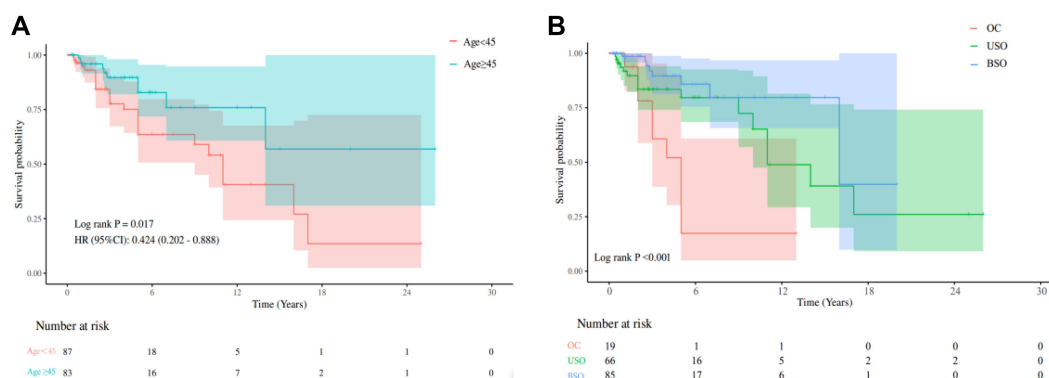 A
Age<45
Age≥45
1.00
0.75
0.50
0.25
0.00
Survival probability
Log rank P = 0.017
HR (95%CI): 0.424 (0.202 - 0.888)
0 6 12 18 24 30
Time (Years)
Number at risk
Age<45 87 18 5 1 1 0
Age≥45 83 16 7 2 1 0
B
OC
USO
BSO
1.00
0.75
0.50
0.25
0.00
Survival probability
Log rank P <0.001
0 6 12 18 24 30
Time (Years)
Number at risk
OC 19 1 1 0 0 0
USO 66 16 5 2 2 0
BSO 85 17 6 1 0 0